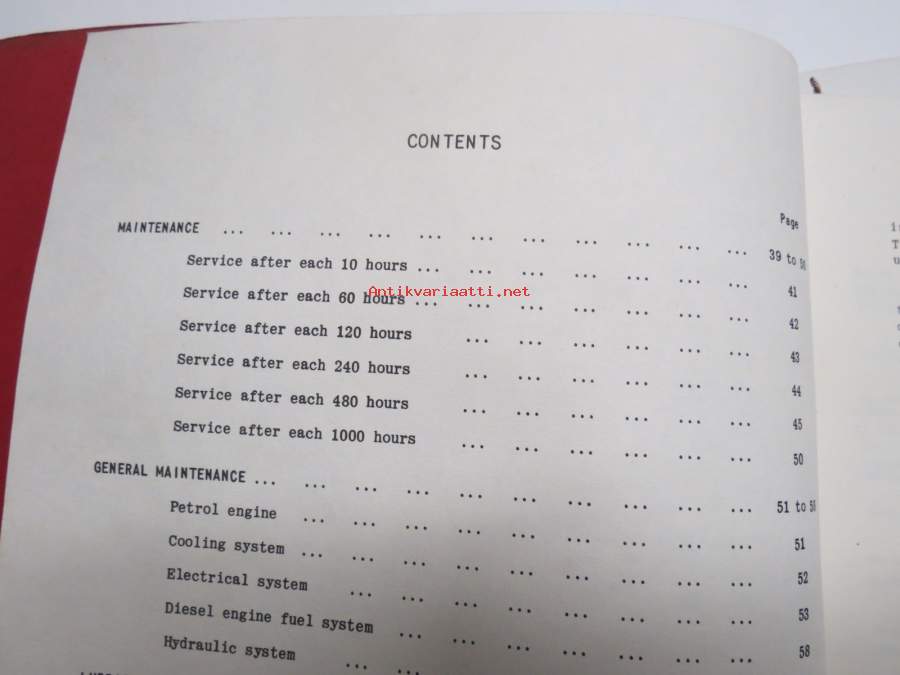 CONTENTS
Page
MAINTENANCE ... ... ... ... ... ... ... ... ... ... ... 39 to 50
Service after each 10 hours ... ... ... ... ... ... ... 41
Service after each 60 hours ... ... ... ... ... ... ... 42
Service after each 120 hours ... ... ... ... ... ... 43
Service after each 240 hours ... ... ... ... ... ... 44
Service after each 480 hours ... ... ... ... ... ... 45
Service after each 1000 hours ... ... ... ... ... ... 50
GENERAL MAINTENANCE ... ... ... ... ... ... ... ... ... ... 51 to
Petrol engine ... ... ... ... ... ... ... ... ... 51
Cooling system ... ... ... ... ... ... ... ... ... 52
Electrical system ... ... ... ... ... 53
Diesel engine fuel system ... ... ... ... ... ... ... 58
Hydraulic system ... ...
Antikvariaatti.net